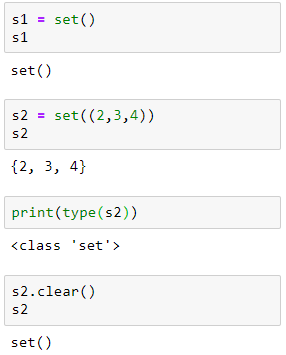 s1 = set()
s1
set()
s2 = set((2,3,4))
s2
{2, 3, 4}
print(type(s2))
<class 'set'>
s2.clear()
s2
set()